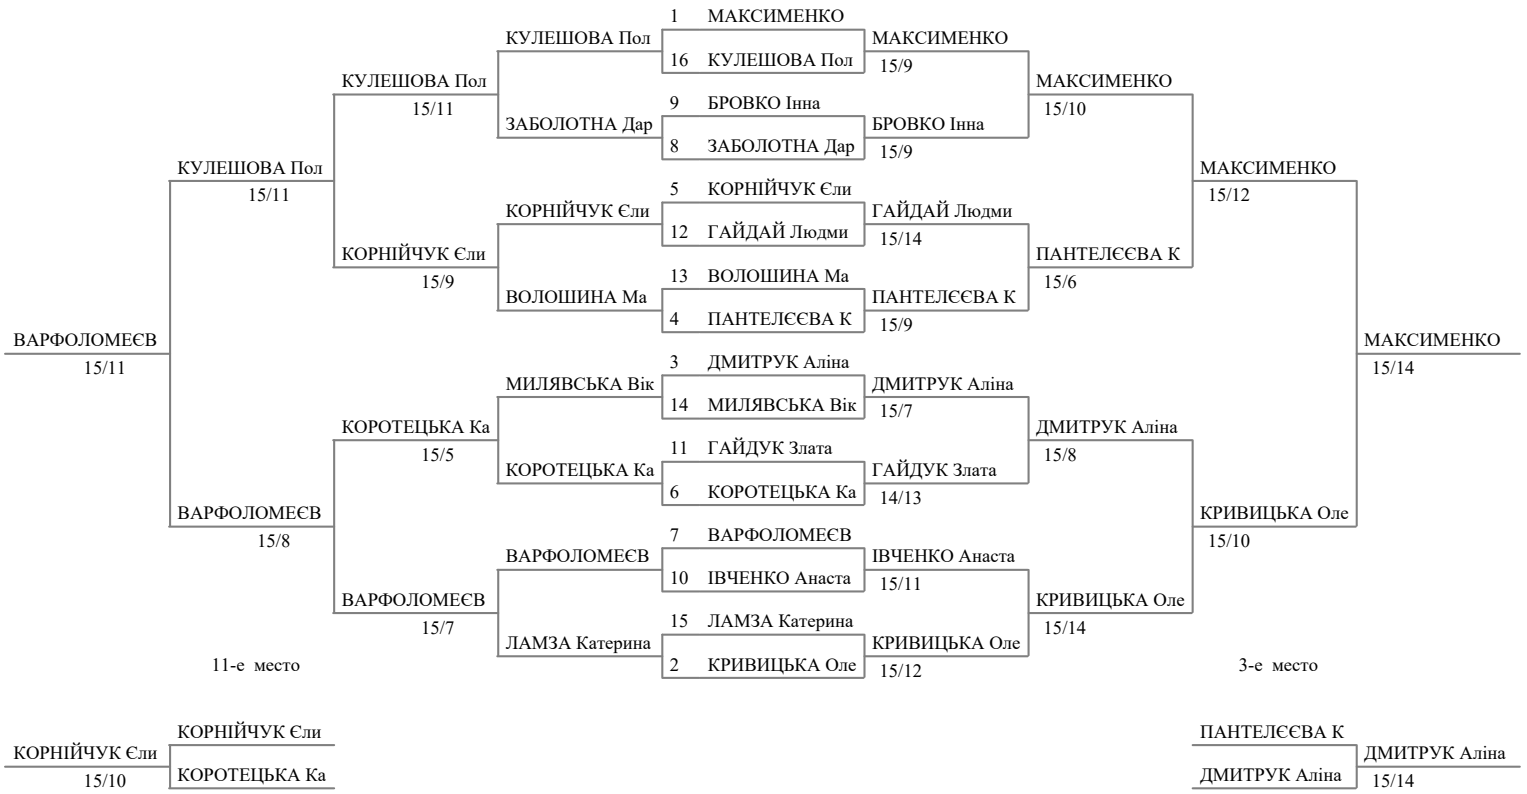 1 МАКСИМЕНКО
КУЛЕШОВА Пол
МАКСИМЕНКО
16 КУЛЕШОВА Пол
15/9
КУЛЕШОВА Пол
МАКСИМЕНКО
15/11
9 БРОВКО Інна
15/10
ЗАБОЛОТНА Дар
БРОВКО Інна
8 ЗАБОЛОТНА Дар
15/9
КУЛЕШОВА Пол
МАКСИМЕНКО
15/11
5 КОРНІЙЧУК Єли
15/12
КОРНІЙЧУК Єли
ГАЙДАЙ Людми
12 ГАЙДАЙ Людми
15/14
КОРНІЙЧУК Єли
ПАНТЕЛЄЄВА К
15/9
13 ВОЛОШИНА Ма
15/6
ВОЛОШИНА Ма
ПАНТЕЛЄЄВА К
4 ПАНТЕЛЄЄВА К
15/9
ВАРФОЛОМЕЄВ
МАКСИМЕНКО
15/11
3 ДМИТРУК Аліна
15/14
МИЛЯВСЬКА Вік
ДМИТРУК Аліна
14 МИЛЯВСЬКА Вік
15/7
КОРОТЕЦЬКА Ка
ДМИТРУК Аліна
15/5
11 ГАЙДУК Злата
15/8
КОРОТЕЦЬКА Ка
ГАЙДУК Злата
6 КОРОТЕЦЬКА Ка
14/13
ВАРФОЛОМЕЄВ
КРИВИЦЬКА Оле
15/8
7 ВАРФОЛОМЕЄВ
15/10
ВАРФОЛОМЕЄВ
ІВЧЕНКО Анаста
10 ІВЧЕНКО Анаста
15/11
ВАРФОЛОМЕЄВ
КРИВИЦЬКА Оле
15/7
15 ЛАМЗА Катерина
15/14
ЛАМЗА Катерина
КРИВИЦЬКА Оле
2 КРИВИЦЬКА Оле
15/12
11-е место
3-е место
КОРНІЙЧУК Єли
ПАНТЕЛЄЄВА К
КОРНІЙЧУК Єли
ДМИТРУК Аліна
15/10
КОРОТЕЦЬКА Ка
ДМИТРУК Аліна
15/14